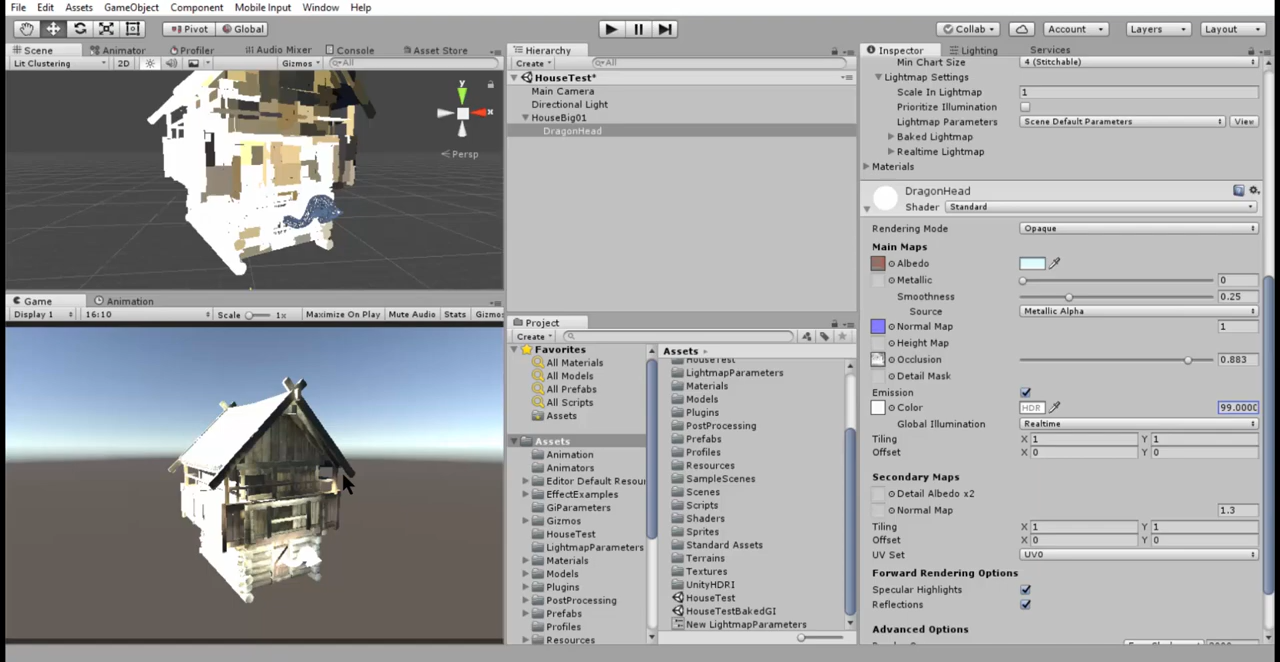 File Edit Assets GameObject Component Mobile Input Window Help
Pivot Global Collab Account Layers Layout
Scene Animator Profiler Audio Mixer Console Asset Store
Lit Clustering 2D Gizmos All
y
x
Persp
Game Animation
Display 1 16:10 Scale 1x Maximize On Play Mute Audio Stats Gizmos
Hierarchy
Create All
HouseTest*
Main Camera
Directional Light
HouseBig01
DragonHead
Project
Create
Favorites
All Materials
All Models
All Prefabs
All Scripts
Assets
Assets
Animation
Animators
Editor Default Resour
EffectExamples
GiParameters
Gizmos
HouseTest
LightmapParameters
Materials
Models
Plugins
PostProcessing
Prefabs
Profiles
Resources
Assets
HouseTest
LightmapParameters
Materials
Models
Plugins
PostProcessing
Prefabs
Profiles
Resources
SampleScenes
Scenes
Scripts
Shaders
Sprites
Standard Assets
Terrains
Textures
UnityHDRI
HouseTest
HouseTestBakedGI
New LightmapParameters
Inspector Lighting Services
Min Chart Size 4 (Stitchable)
Lightmap Settings
Scale In Lightmap 1
Prioritize Illumination
Lightmap Parameters Scene Default Parameters View
Baked Lightmap
Realtime Lightmap
Materials
DragonHead
Shader Standard
Rendering Mode Opaque
Main Maps
Albedo
Metallic 0
Smoothness 0.25
Source Metallic Alpha
Normal Map 1
Height Map
Occlusion 0.883
Detail Mask
Emission
Color HDR 99.0000
Global Illumination Realtime
Tiling X 1 Y 1
Offset X 0 Y 0
Secondary Maps
Detail Albedo x2
Normal Map 1.3
Tiling X 1 Y 1
Offset X 0 Y 0
UV Set UV0
Forward Rendering Options
Specular Highlights
Reflections
Advanced Options